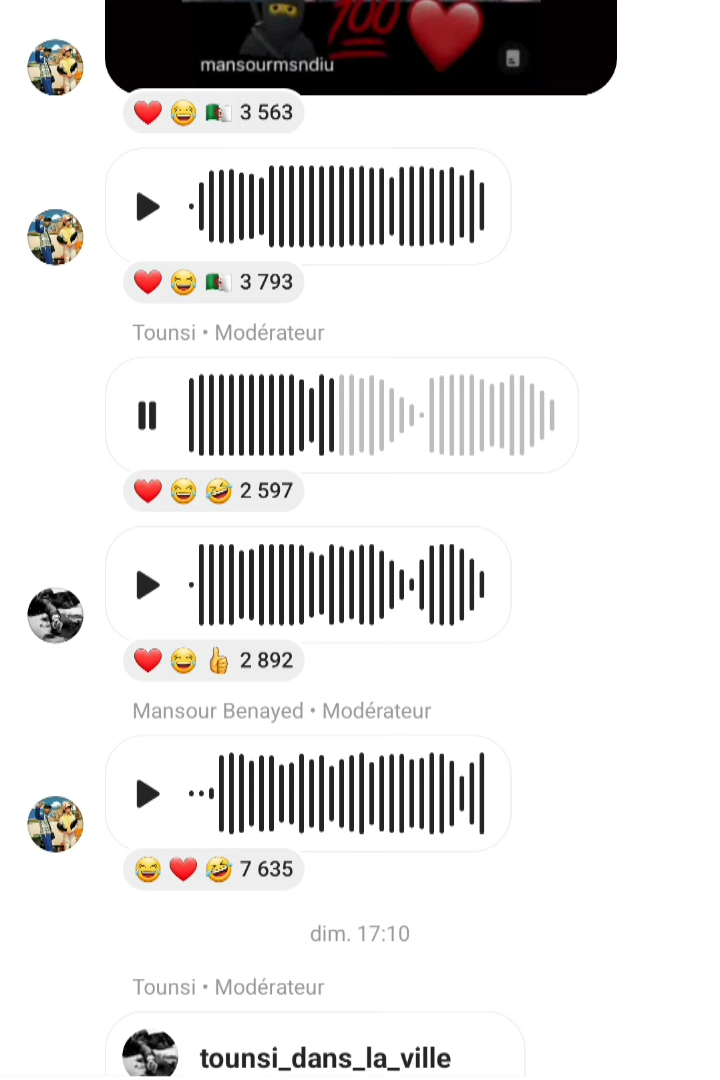 100
mansourmsndiu
3 563
3 793
Tounsi • Modérateur
2 597
2 892
Mansour Benayed • Modérateur
7 635
dim. 17:10
Tounsi • Modérateur
tounsi_dans_la_ville